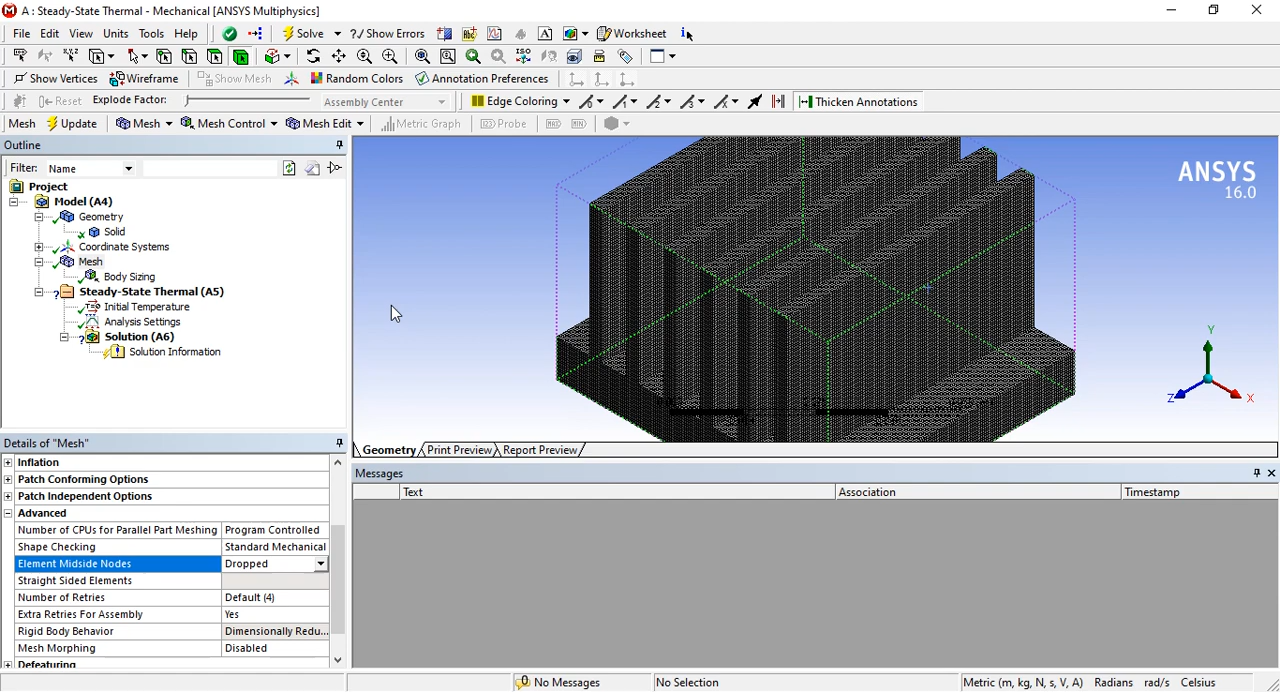 A : Steady-State Thermal - Mechanical [ANSYS Multiphysics]
File Edit View Units Tools Help Solve Show Errors A Worksheet
Show Vertices Wireframe Show Mesh Random Colors Annotation Preferences
Reset Explode Factor: Assembly Center Edge Coloring Thicken Annotations
Mesh Update Mesh Mesh Control Mesh Edit Metric Graph Probe MAX MIN
Outline
Filter: Name
Project
Model (A4)
Geometry
Solid
Coordinate Systems
Mesh
Body Sizing
Steady-State Thermal (A5)
Initial Temperature
Analysis Settings
Solution (A6)
Solution Information
ANSYS
16.0
Y
Z
X
Geometry Print Preview Report Preview
Details of "Mesh"
Inflation
Patch Conforming Options
Patch Independent Options
Advanced
Number of CPUs for Parallel Part Meshing Program Controlled
Shape Checking Standard Mechanical
Element Midside Nodes Dropped
Straight Sided Elements
Number of Retries Default (4)
Extra Retries For Assembly Yes
Rigid Body Behavior Dimensionally Redu...
Mesh Morphing Disabled
Defeaturing
Messages
Text Association Timestamp
No Messages No Selection Metric (m, kg, N, s, V, A) Radians rad/s Celsius